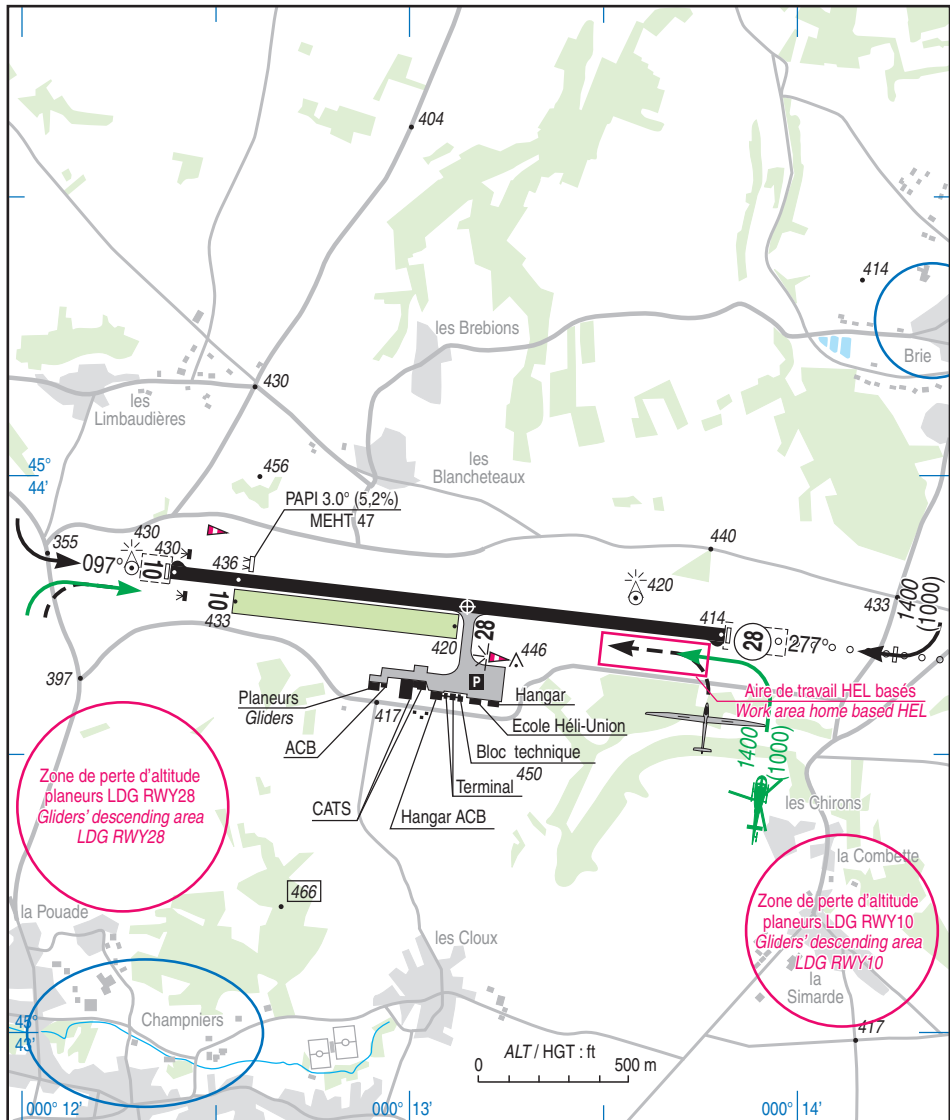 404
414
les Brebions
Brie
430
les
Limbaudières
456
les
Blancheteaux
45°
44’
PAPI 3.0° (5,2%)
MEHT 47
430
440
355
430
097°
10
436
420
433
1400
(1000)
10
433
414
28
277°
28
420
446
P
397
Planeurs
Gliders
Hangar
Aire de travail HEL basés
Work area home based HEL
417
Ecole Héli-Union
ACB
Bloc technique
450
1400
(1000)
Terminal
CATS
Hangar ACB
Zone de perte d’altitude
planeurs LDG RWY28
Gliders’ descending area
LDG RWY28
les Chirons
la Combette
466
Zone de perte d’altitude
planeurs LDG RWY10
Gliders’ descending area
LDG RWY10
la Pouade
les Cloux
la
Simarde
Champniers
45°
43’
417
ALT / HGT : ft
0
500 m
000° 12’
000° 13’
000° 14’